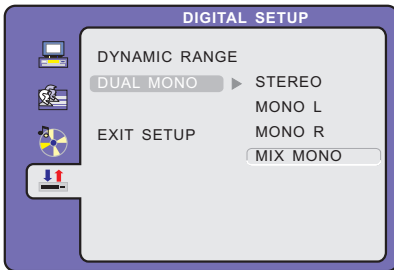 DIGITAL SETUP
DYNAMIC RANGE
DUAL MONO STEREO
MONO L
EXIT SETUP MONO R
MIX MONO